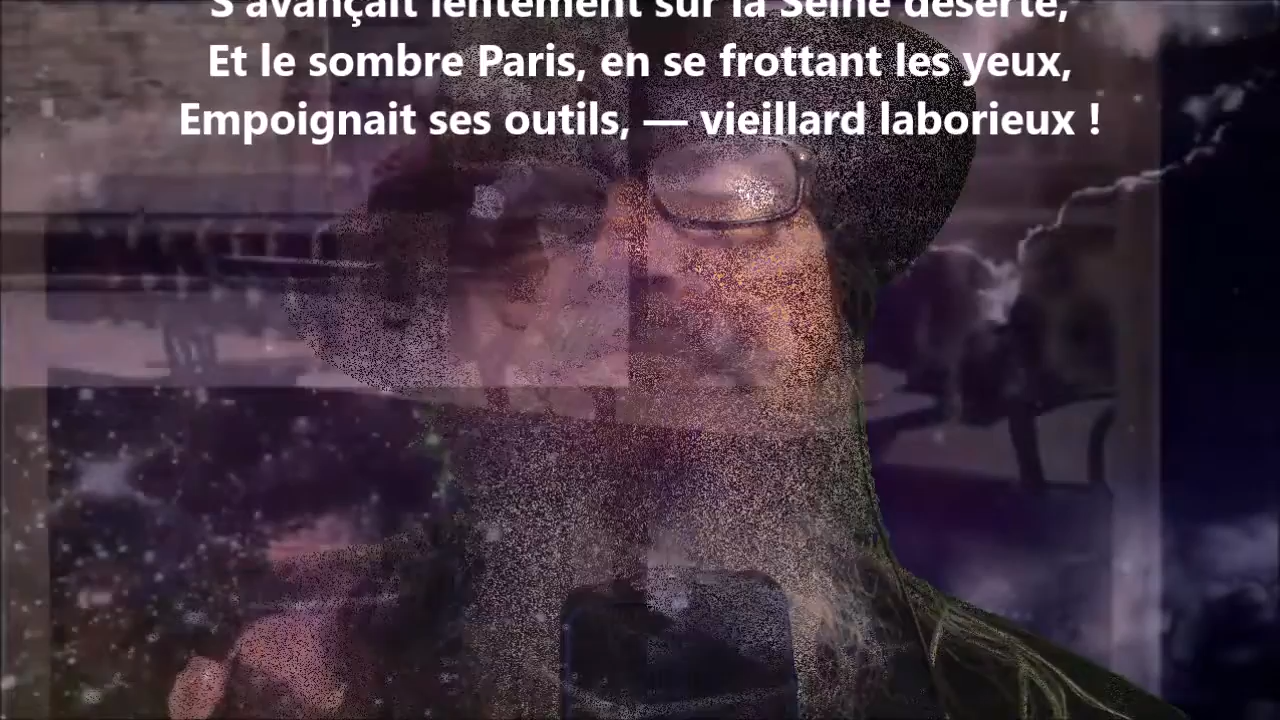 S'avançait lentement sur la Seine déserte,
Et le sombre Paris, en se frottant les yeux,
Empoignait ses outils, — vieillard laborieux !